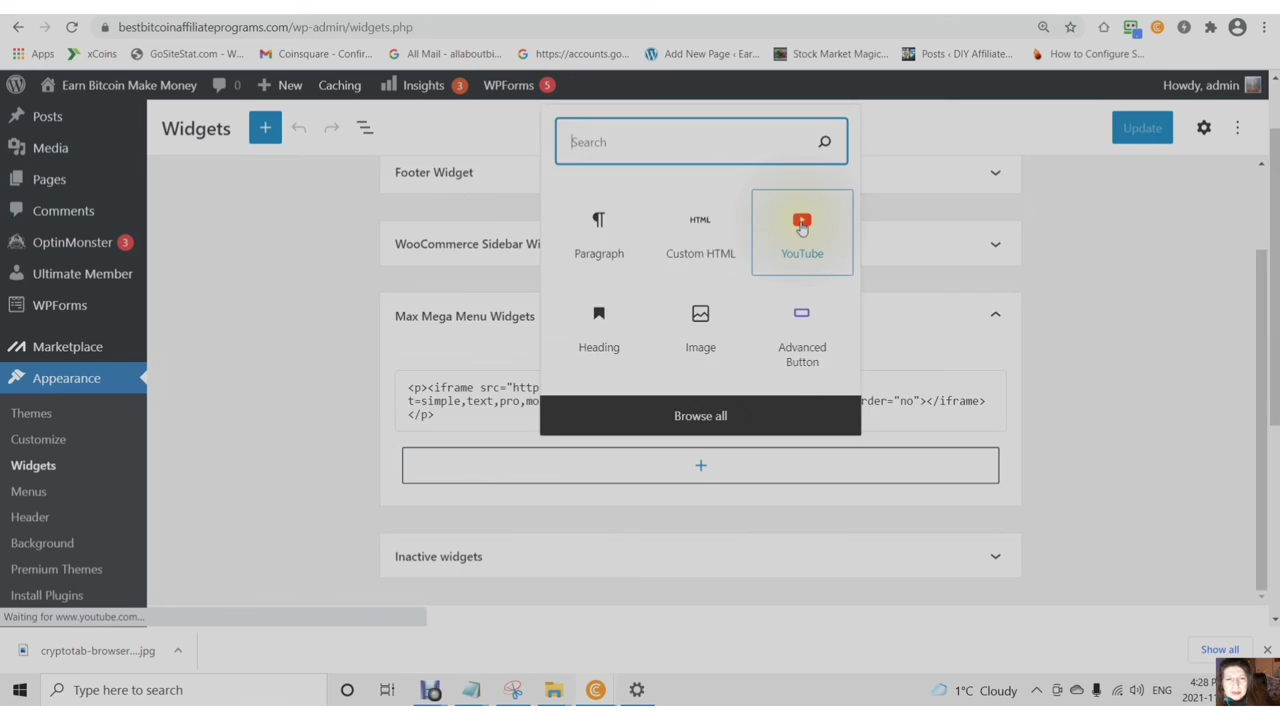 bestbitcoinaffiliateprograms.com/wp-admin/widgets.php
Apps xCoins GoSiteStat.com - W... Coinsquare - Confir... All Mail - allaboutbi... https://accounts.go... Add New Page ‹ Ear... Stock Market Magic... Posts ‹ DIY Affiliate... How to Configure S...
Earn Bitcoin Make Money 0 New Caching Insights 3 WPForms 5 Howdy, admin
Posts
Media
Pages
Comments
OptinMonster 3
Ultimate Member
WPForms
Marketplace
Appearance
Themes
Customize
Widgets
Menus
Header
Background
Premium Themes
Install Plugins
Widgets
Update
Footer Widget
WooCommerce Sidebar Wi
Max Mega Menu Widgets
<p><iframe src="http
t=simple,text,pro,mo rder="no"></iframe>
</p>
Inactive widgets
Search
Paragraph HTML Custom HTML YouTube
Heading Image Advanced
Button
Browse all
Waiting for www.youtube.com...
cryptotab-browser....jpg
Show all
Type here to search
1°C Cloudy
ENG
4:28 P
2021-11